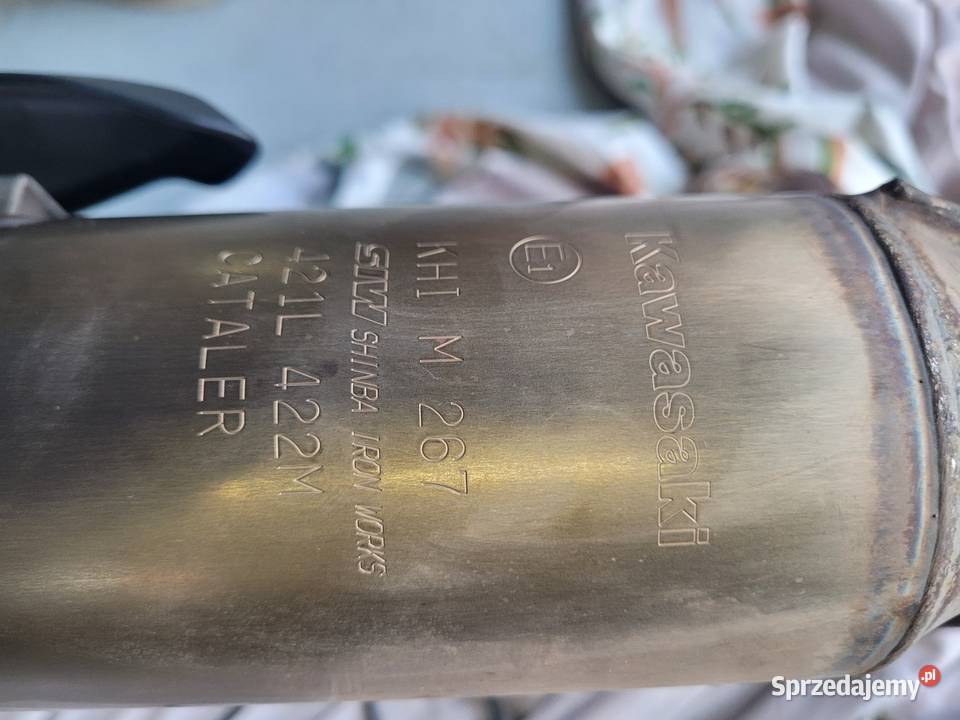 Kawasaki
E1
KHI M 267
SIW SHINBA IRON WORKS
421L 422M
CATALER
Sprzedajemy.pl